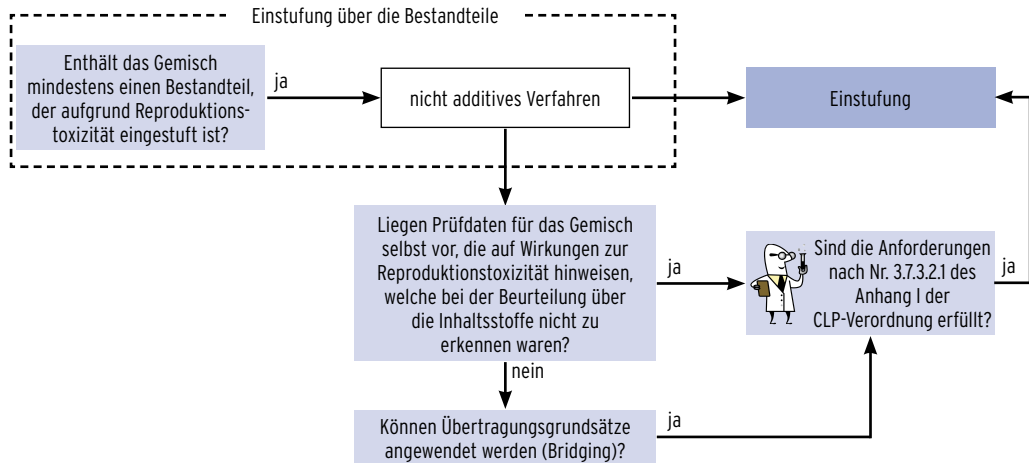 Einstufung über die Bestandteile
Enthält das Gemisch
mindestens einen Bestandteil,
der aufgrund Reproduktions-
toxizität eingestuft ist?
ja
nicht additives Verfahren
Einstufung
Liegen Prüfdaten für das Gemisch
selbst vor, die auf Wirkungen zur
Reproduktionstoxizität hinweisen,
welche bei der Beurteilung über
die Inhaltsstoffe nicht zu
erkennen waren?
ja
Sind die Anforderungen
nach Nr. 3.7.3.2.1 des
Anhang I der
CLP-Verordnung erfüllt?
ja
nein
Können Übertragungsgrundsätze
angewendet werden (Bridging)?
ja